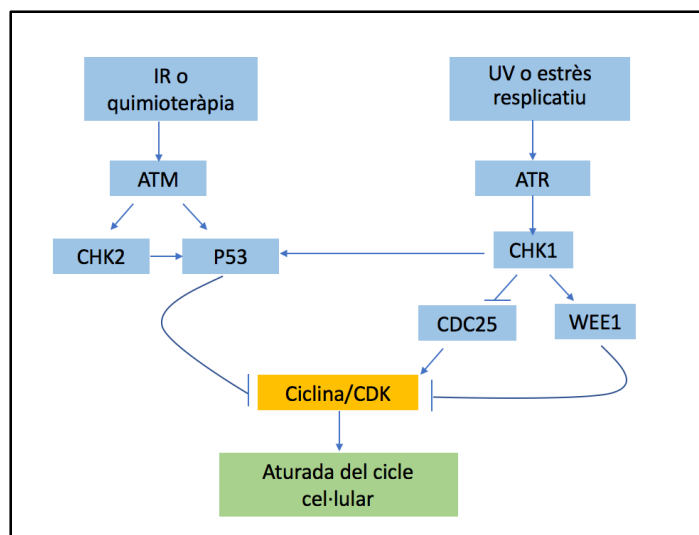 IR o
quimioteràpia
UV o estrès
resplicatiu
ATM
ATR
CHK2
P53
CHK1
CDC25
WEE1
Ciclina/CDK
Aturada del cicle
cel·lular